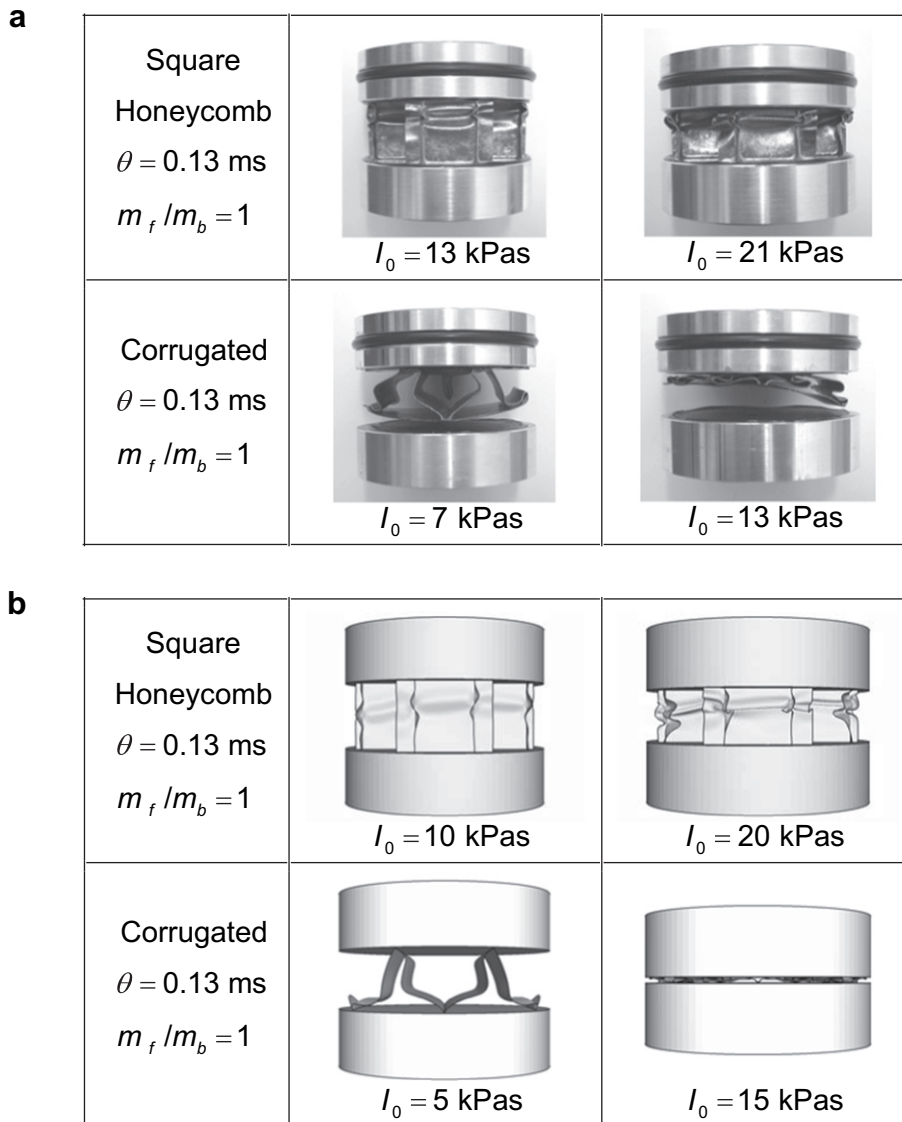 a
Square
Honeycomb
θ = 0.13 ms
m_f /m_b = 1
I_0 = 13 kPas
I_0 = 21 kPas
Corrugated
θ = 0.13 ms
m_f /m_b = 1
I_0 = 7 kPas
I_0 = 13 kPas
b
Square
Honeycomb
θ = 0.13 ms
m_f /m_b = 1
I_0 = 10 kPas
I_0 = 20 kPas
Corrugated
θ = 0.13 ms
m_f /m_b = 1
I_0 = 5 kPas
I_0 = 15 kPas